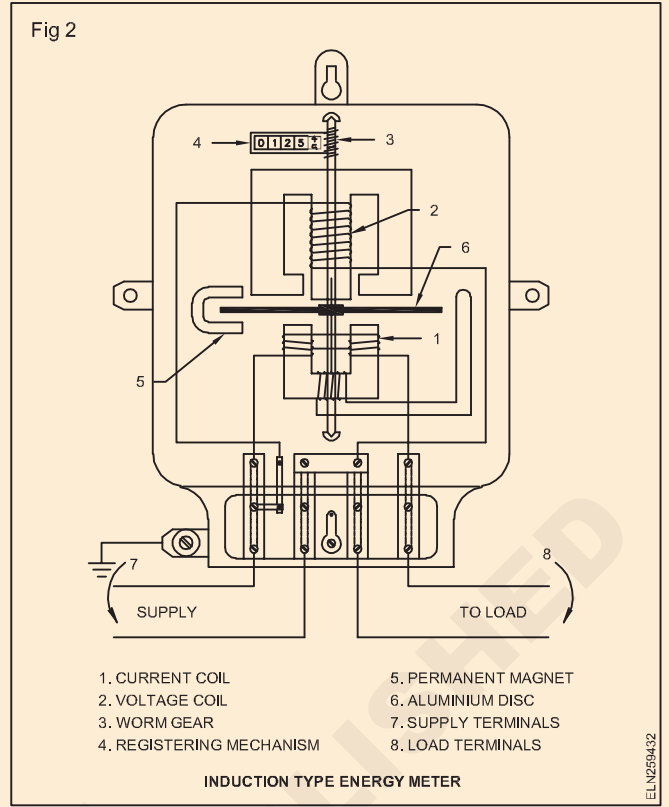 Fig 2
4
0 1 2 5
3
2
6
1
5
7
8
SUPPLY
TO LOAD
1. CURRENT COIL
2. VOLTAGE COIL
3. WORM GEAR
4. REGISTERING MECHANISM
5. PERMANENT MAGNET
6. ALUMINIUM DISC
7. SUPPLY TERMINALS
8. LOAD TERMINALS
INDUCTION TYPE ENERGY METER
ELN259432
LISHED